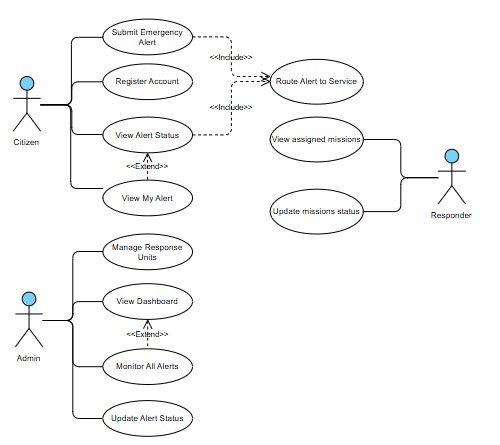 Submit Emergency
Alert
<<Include>>
Register Account
Route Alert to Service
<<Include>>
Citizen
View Alert Status
View assigned missions
<<Extend>>
View My Alert
Update missions status
Responder
Manage Response
Units
View Dashboard
<<Extend>>
Admin
Monitor All Alerts
Update Alert Status